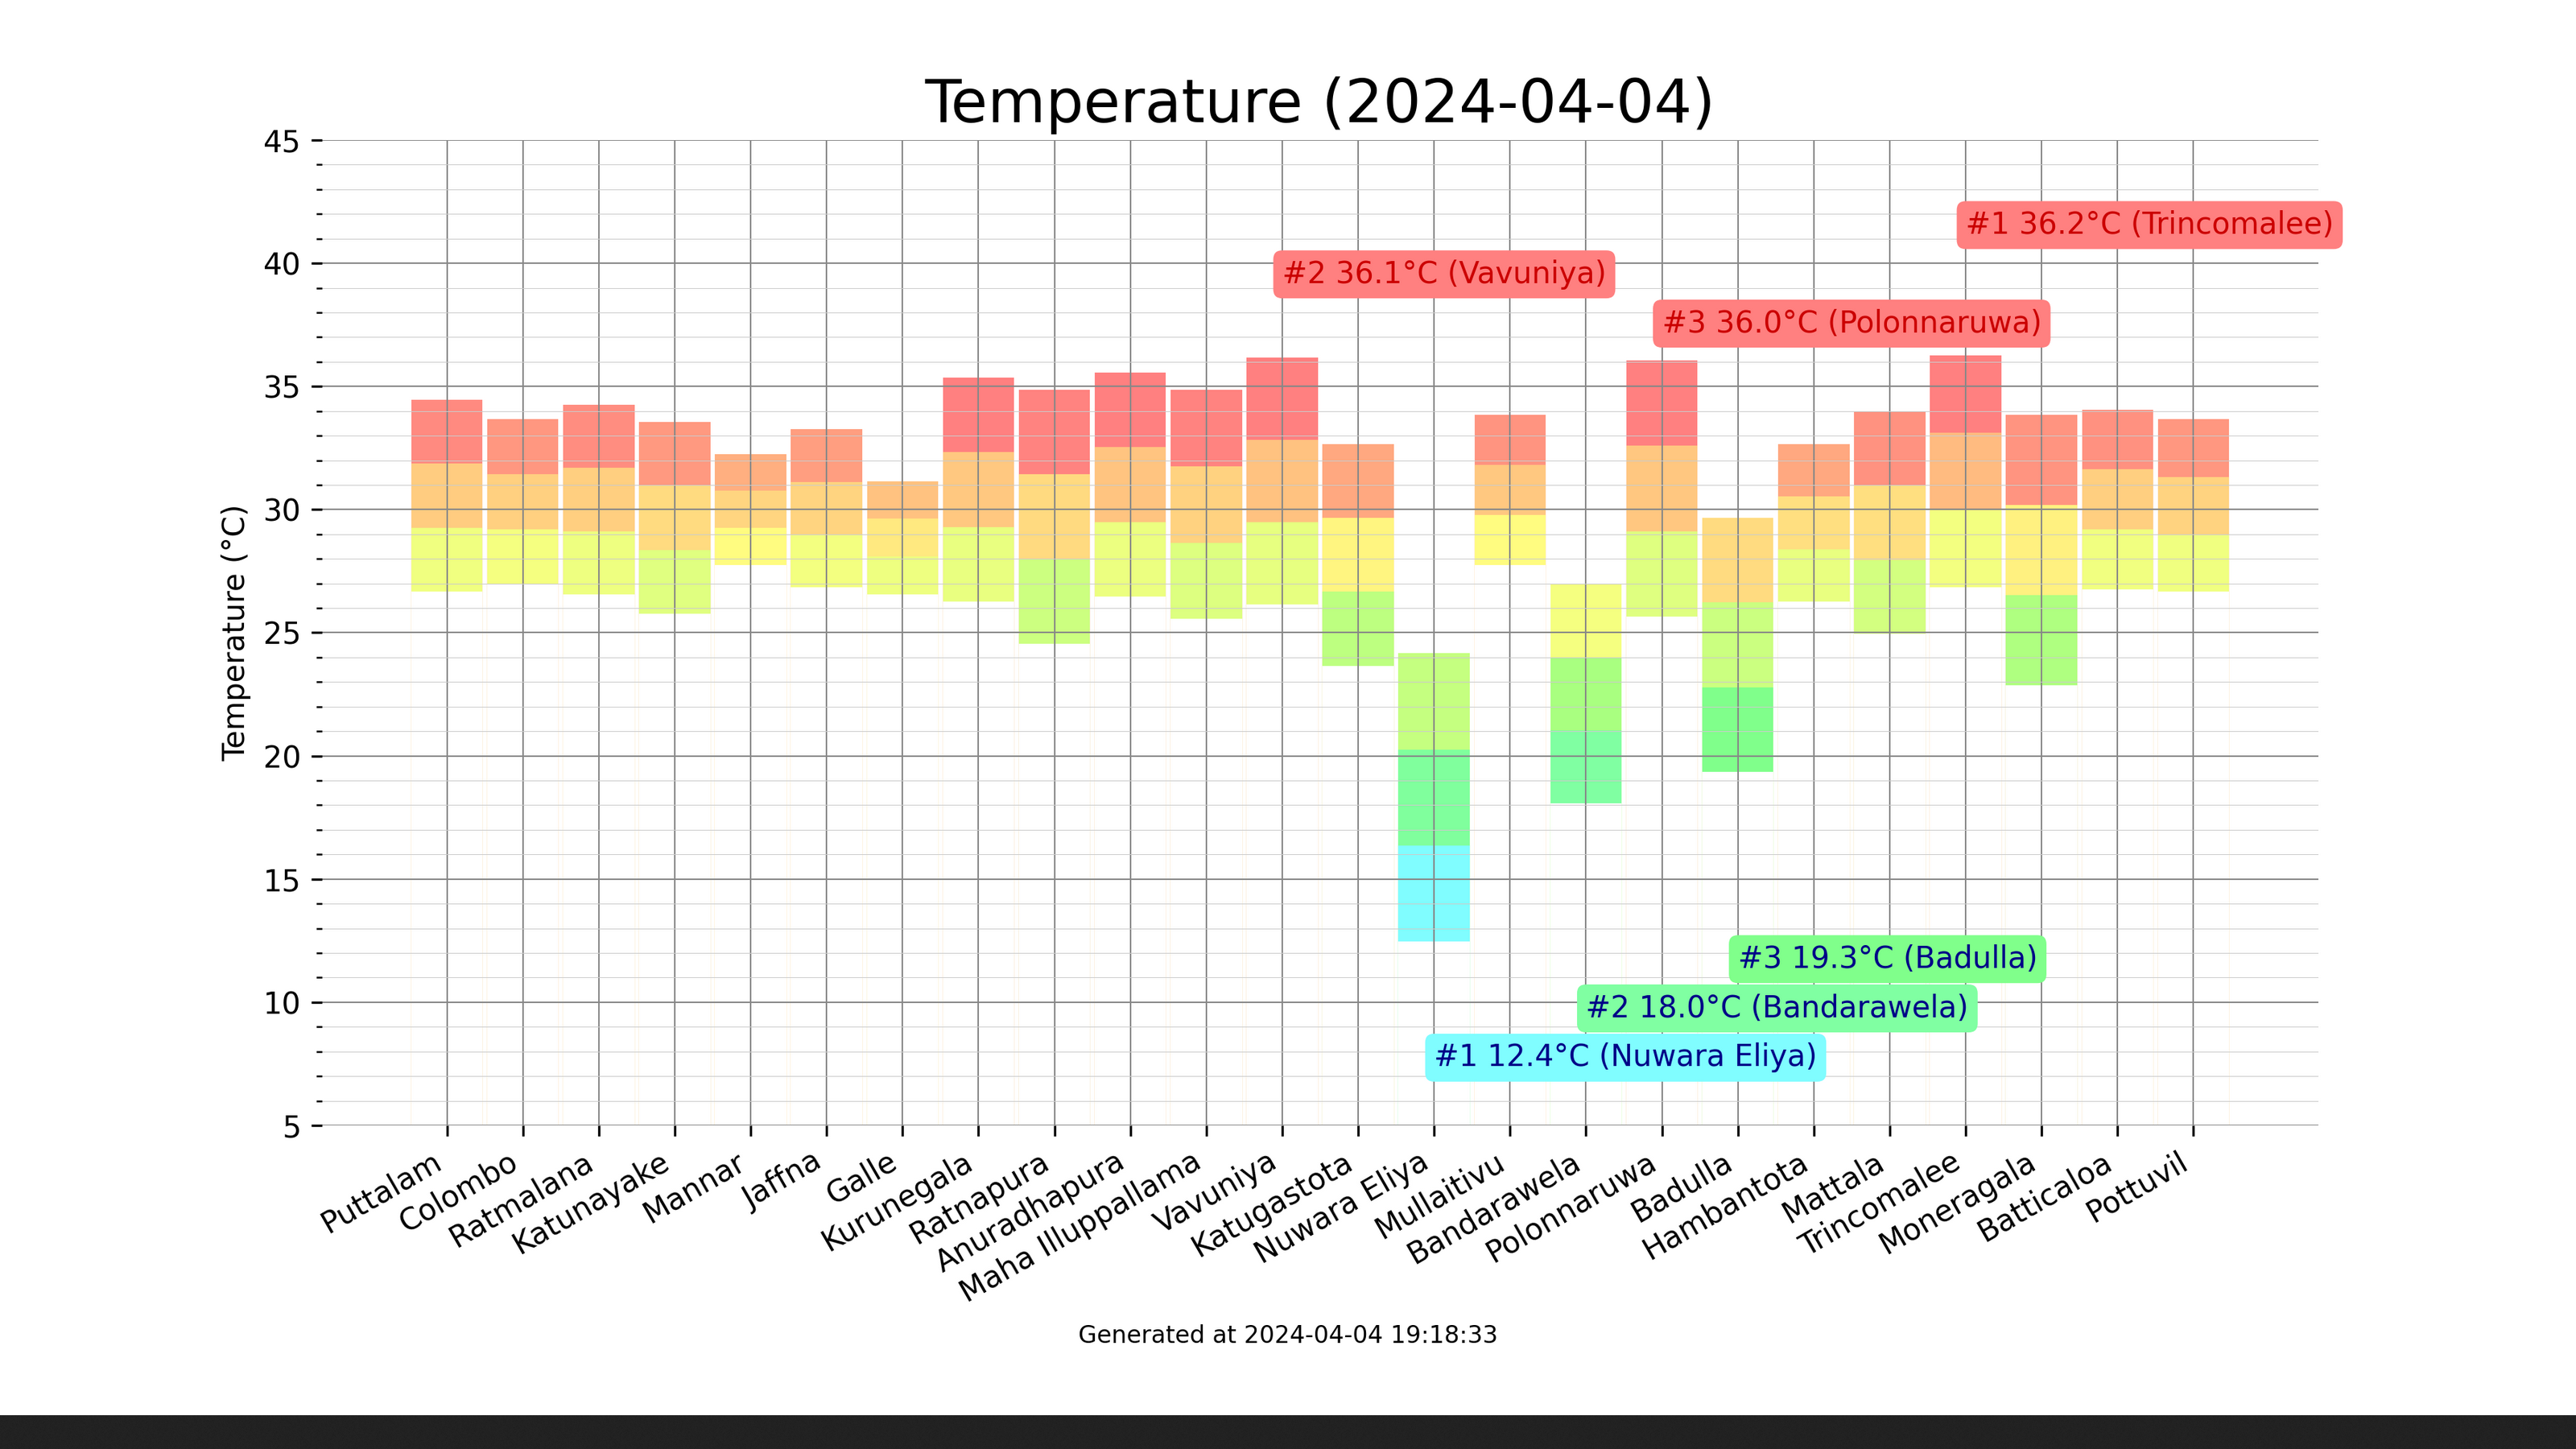 Temperature (2024-04-04)
45
40
35
30
25
20
15
10
5
Temperature (°C)
#1 36.2°C (Trincomalee)
#2 36.1°C (Vavuniya)
#3 36.0°C (Polonnaruwa)
#3 19.3°C (Badulla)
#2 18.0°C (Bandarawela)
#1 12.4°C (Nuwara Eliya)
Puttalam
Colombo
Ratmalana
Katunayake
Mannar
Jaffna
Galle
Kurunegala
Ratnapura
Anuradhapura
Maha Illuppallama
Vavuniya
Katugastota
Nuwara Eliya
Mullaitivu
Bandarawela
Polonnaruwa
Badulla
Hambantota
Mattala
Trincomalee
Moneragala
Batticaloa
Pottuvil
Generated at 2024-04-04 19:18:33